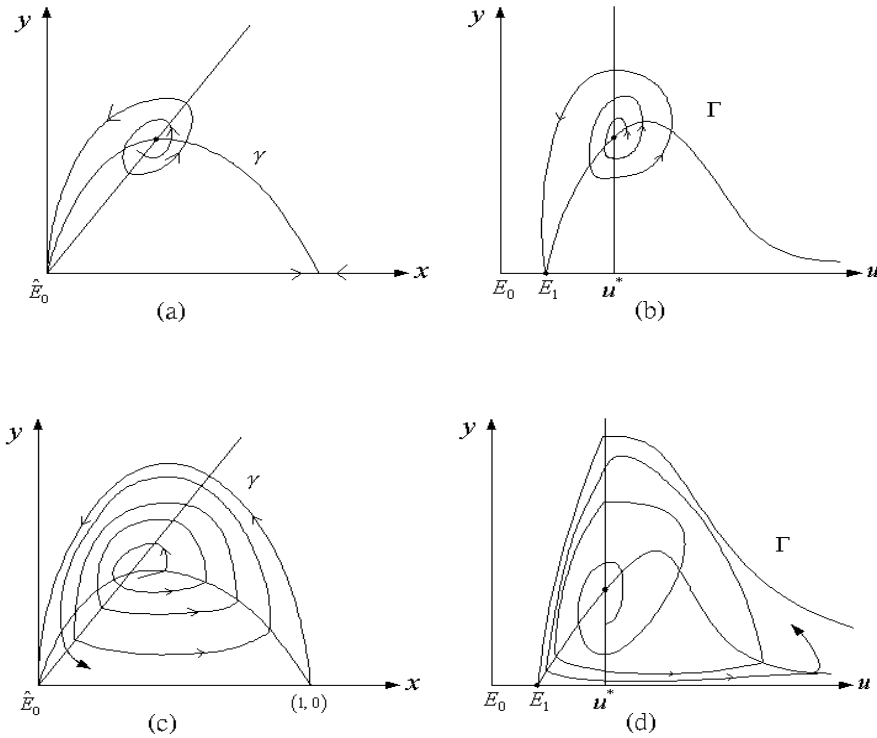 y
γ
x
Ê₀
(a)
y
Γ
u
E₀ E₁ u*
(b)
y
γ
x
Ê₀ (1, 0)
(c)
y
Γ
u
E₀ E₁ u*
(d)